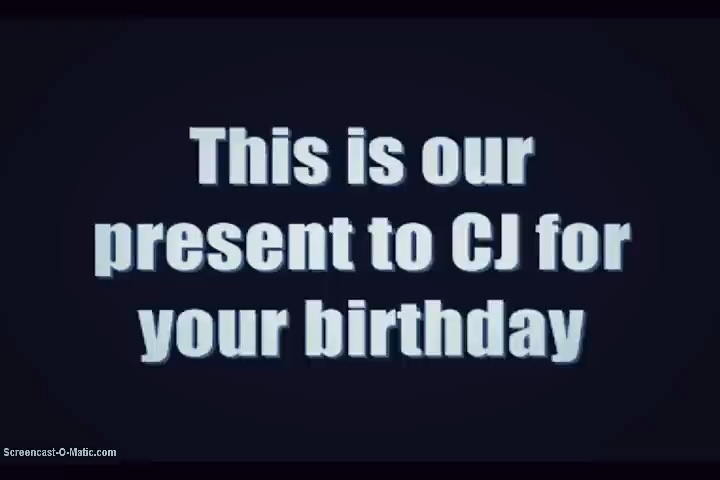 This is our
present to CJ for
your birthday
Screencast-O-Matic.com